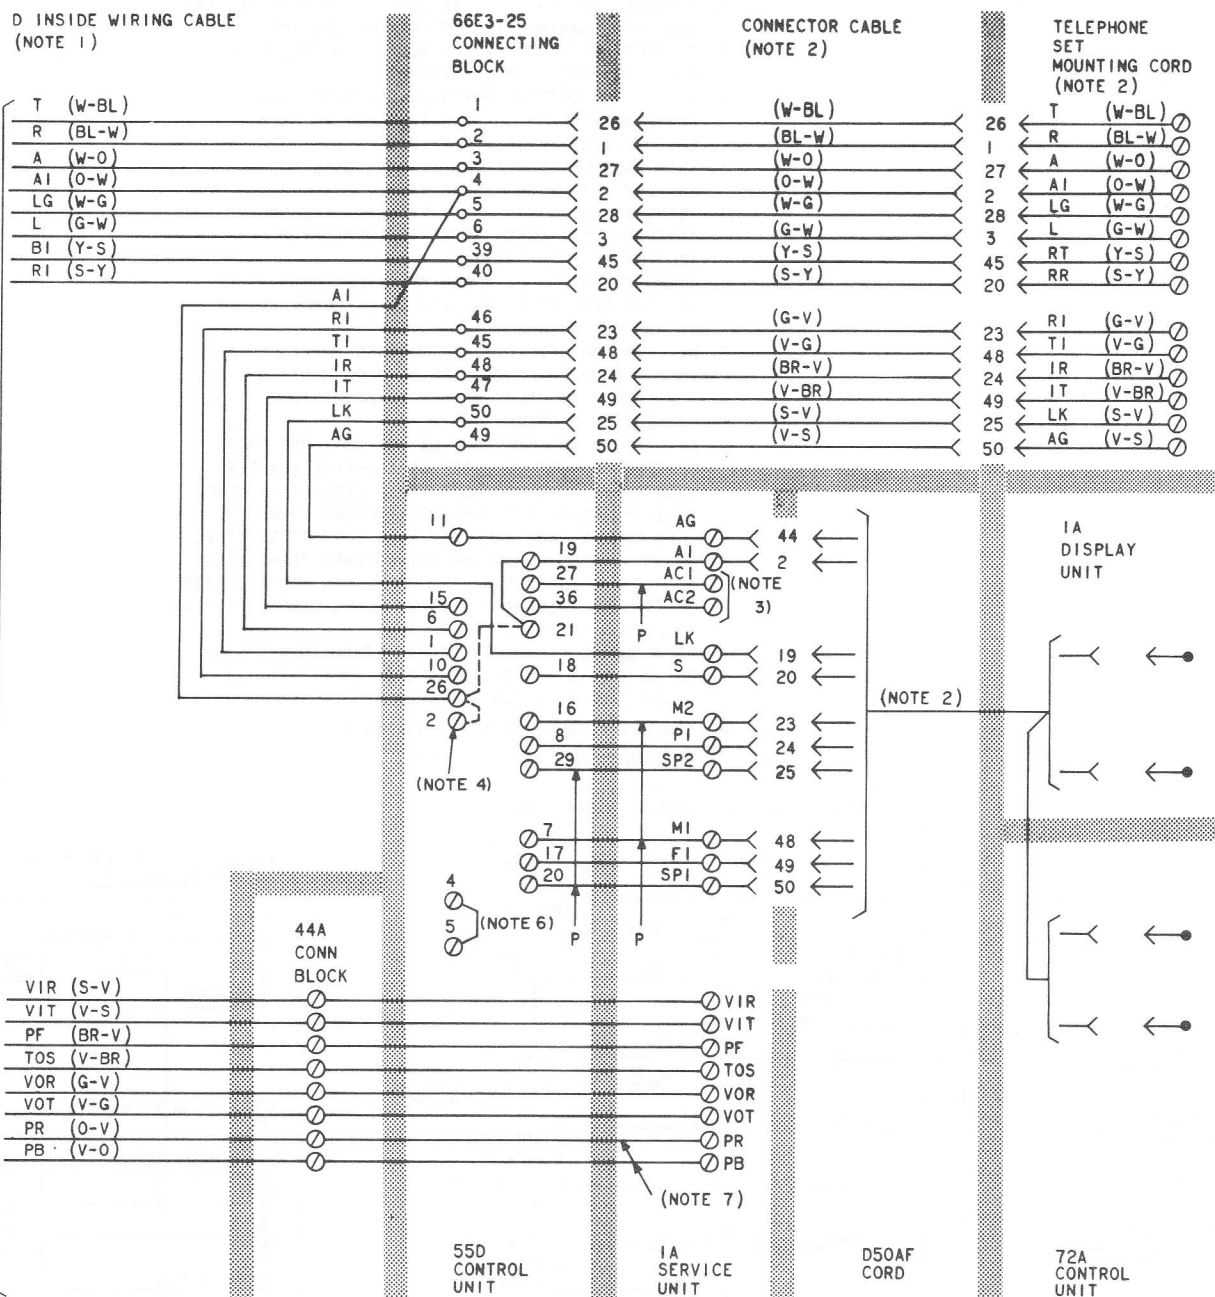 D INSIDE WIRING CABLE
(NOTE 1)
66E3-25
CONNECTING
BLOCK
CONNECTOR CABLE
(NOTE 2)
TELEPHONE
SET
MOUNTING CORD
(NOTE 2)
T (W-BL) 1 26 (W-BL) 26 T (W-BL)
R (BL-W) 2 1 (BL-W) 1 R (BL-W)
A (W-O) 3 27 (W-O) 27 A (W-O)
A1 (O-W) 4 2 (O-W) 2 A1 (O-W)
LG (W-G) 5 28 (W-G) 28 LG (W-G)
L (G-W) 6 3 (G-W) 3 L (G-W)
B1 (Y-S) 39 45 (Y-S) 45 RT (Y-S)
R1 (S-Y) 40 20 (S-Y) 20 RR (S-Y)
A1
R1 46 23 (G-V) 23 R1 (G-V)
T1 45 48 (V-G) 48 T1 (V-G)
1R 48 24 (BR-V) 24 1R (BR-V)
1T 47 49 (V-BR) 49 1T (V-BR)
LK 50 25 (S-V) 25 LK (S-V)
AG 49 50 (V-S) 50 AG (V-S)
11 AG 44
19 A1 2
27 AC1 (NOTE
15 36 AC2 3)
6 21 P
1 LK 19
10 18 S 20
26
2 16 M2 23
8 P1 24
(NOTE 4) 29 SP2 25
(NOTE 2)
1A
DISPLAY
UNIT
7 M1 48
17 F1 49
20 SP1 50
4
5 (NOTE 6) P P
44A
CONN
BLOCK
V1R (S-V) V1R
V1T (V-S) V1T
PF (BR-V) PF
TOS (V-BR) TOS
VOR (G-V) VOR
VOT (V-G) VOT
PR (O-V) PR
PB (V-O) PB
(NOTE 7)
55D
CONTROL
UNIT
1A
SERVICE
UNIT
D50AF
CORD
72A
CONTROL
UNIT